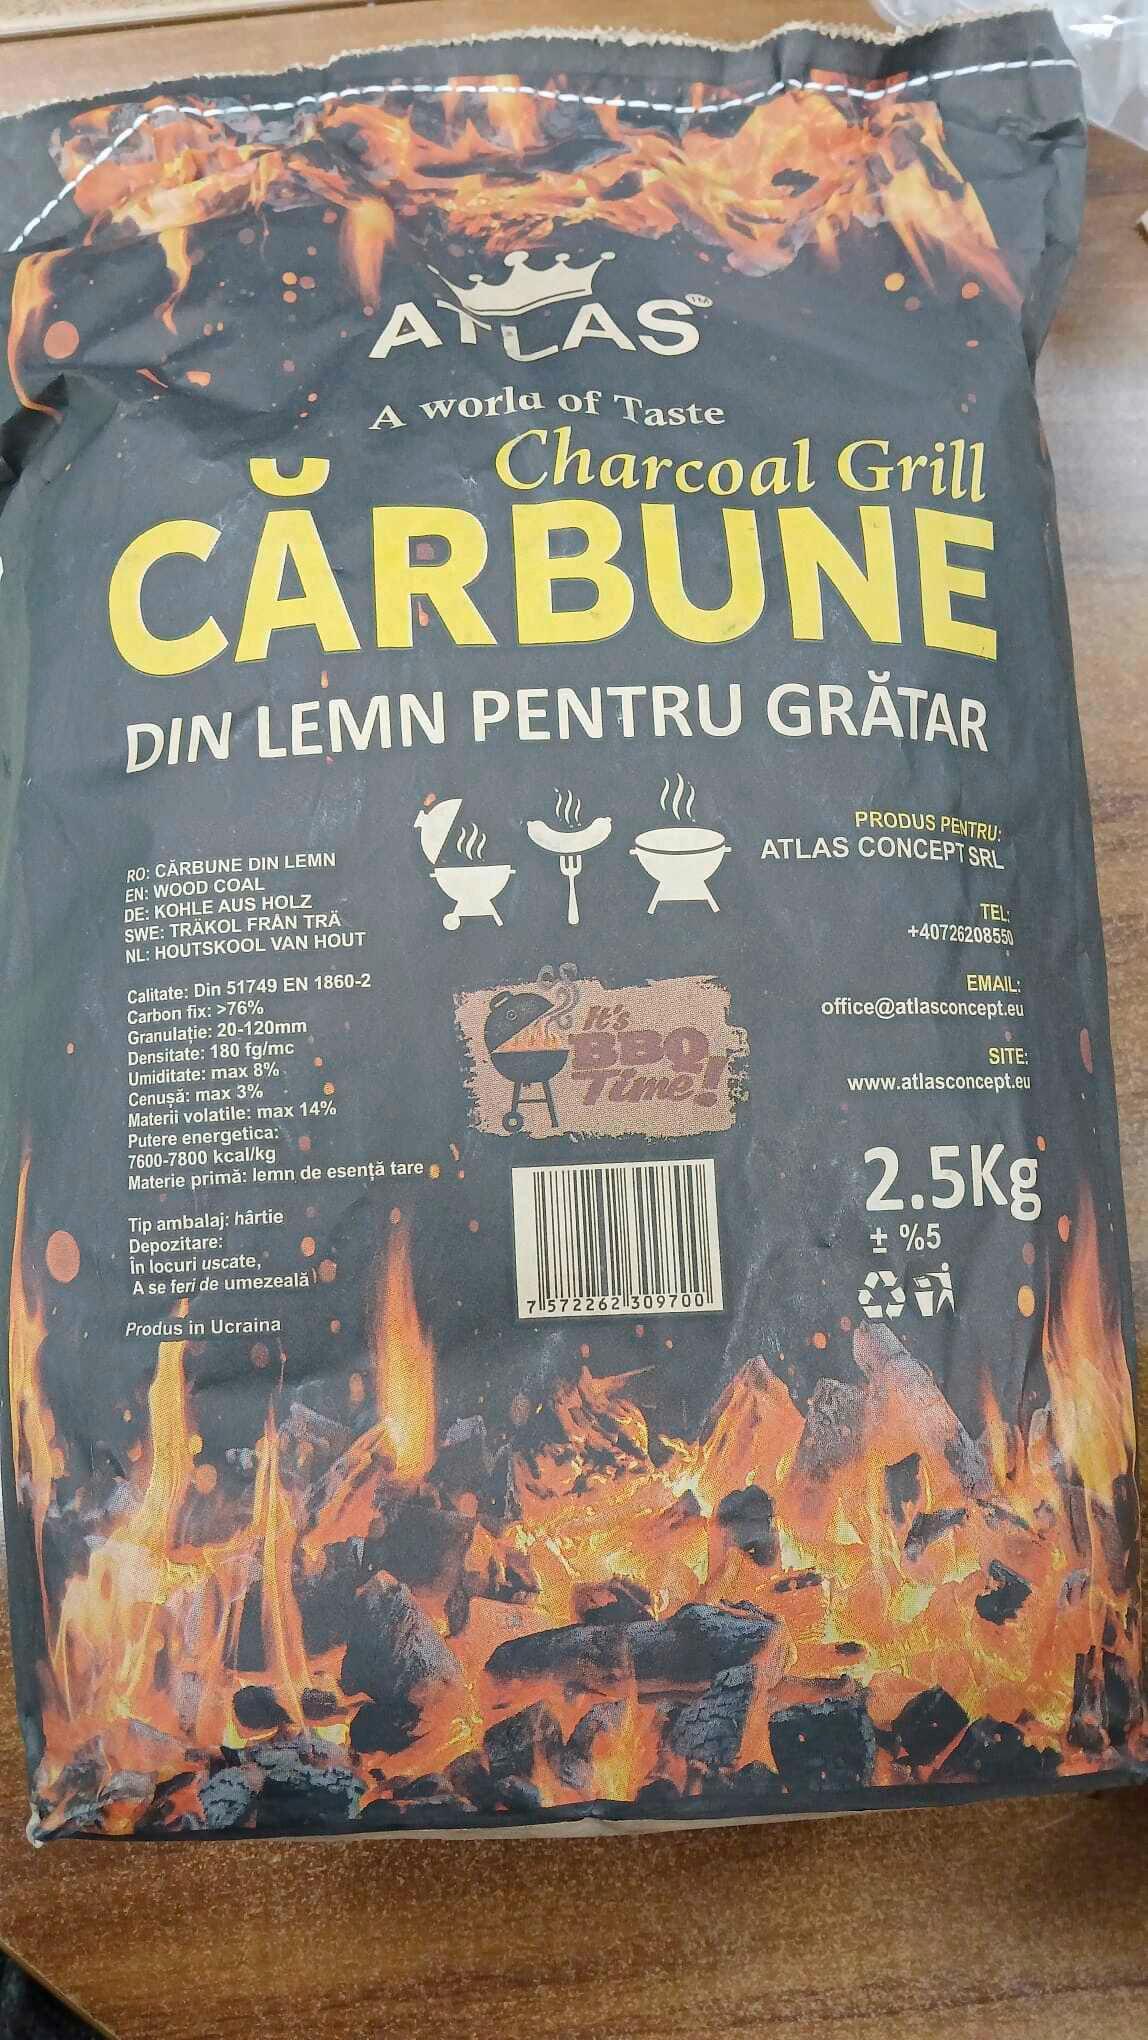 ATLAS™
A world of Taste
Charcoal Grill
CĂRBUNE
DIN LEMN PENTRU GRĂTAR
RO: CĂRBUNE DIN LEMN
EN: WOOD COAL
DE: KOHLE AUS HOLZ
SWE: TRÄKOL FRÅN TRÄ
NL: HOUTSKOOL VAN HOUT
Calitate: Din 51749 EN 1860-2
Carbon fix: >76%
Granulație: 20-120mm
Densitate: 180 fg/mc
Umiditate: max 8%
Cenușă: max 3%
Materii volatile: max 14%
Putere energetica:
7600-7800 kcal/kg
Materie primă: lemn de esență tare
Tip ambalaj: hârtie
Depozitare:
În locuri uscate,
A se feri de umezeală
Produs in Ucraina
It's
BBQ
Time!
7 572262 309700
PRODUS PENTRU:
ATLAS CONCEPT SRL
TEL:
+40726208550
EMAIL:
office@atlasconcept.eu
SITE:
www.atlasconcept.eu
2.5Kg
± %5